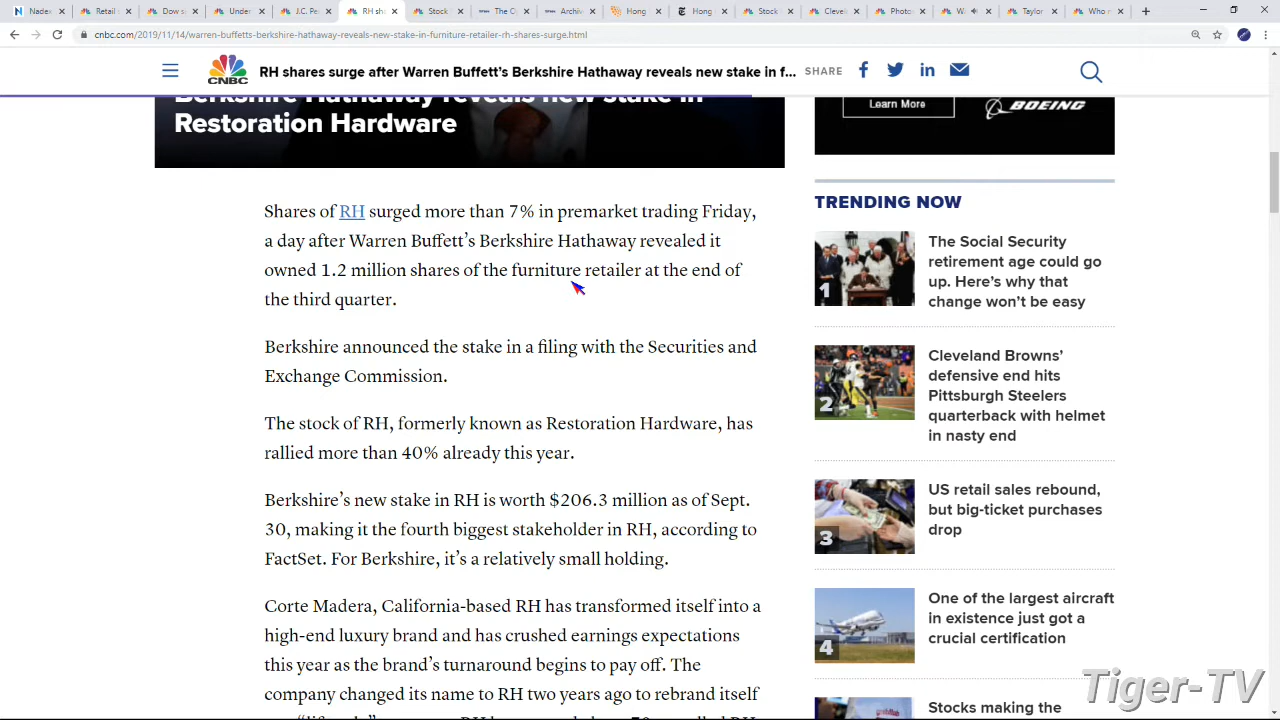 Nadex
Retail
Dow s
Under
J.C. Pe
RH sha
Stock
The C
Archiv
Hong
Hong
Stock
Clevel
Photo
W
Taylor
Who r
cnbc.com/2019/11/14/warren-buffetts-berkshire-hathaway-reveals-new-stake-in-furniture-retailer-rh-shares-surge.html
CNBC
RH shares surge after Warren Buffett’s Berkshire Hathaway reveals new stake in f...
SHARE
Berkshire Hathaway reveals new stake in
Restoration Hardware
Learn More
BOEING
Shares of RH surged more than 7% in premarket trading Friday,
a day after Warren Buffett’s Berkshire Hathaway revealed it
owned 1.2 million shares of the furniture retailer at the end of
the third quarter.
Berkshire announced the stake in a filing with the Securities and
Exchange Commission.
The stock of RH, formerly known as Restoration Hardware, has
rallied more than 40% already this year.
Berkshire’s new stake in RH is worth $206.3 million as of Sept.
30, making it the fourth biggest stakeholder in RH, according to
FactSet. For Berkshire, it’s a relatively small holding.
Corte Madera, California-based RH has transformed itself into a
high-end luxury brand and has crushed earnings expectations
this year as the brand’s turnaround begins to pay off. The
company changed its name to RH two years ago to rebrand itself
TRENDING NOW
1
The Social Security
retirement age could go
up. Here’s why that
change won’t be easy
2
Cleveland Browns’
defensive end hits
Pittsburgh Steelers
quarterback with helmet
in nasty end
3
US retail sales rebound,
but big-ticket purchases
drop
4
One of the largest aircraft
in existence just got a
crucial certification
Stocks making the
Tiger-TV